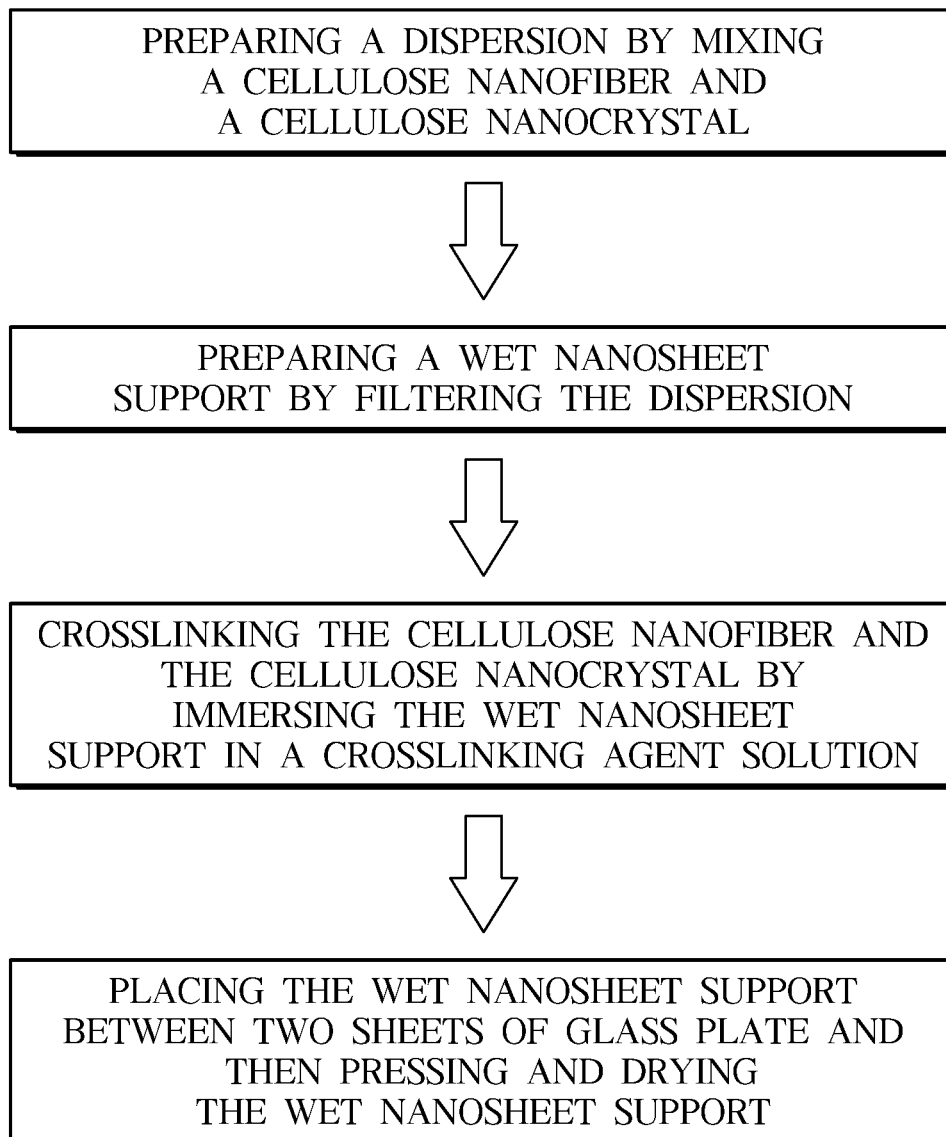 PREPARING A DISPERSION BY MIXING
A CELLULOSE NANOFIBER AND
A CELLULOSE NANOCRYSTAL
PREPARING A WET NANOSHEET
SUPPORT BY FILTERING THE DISPERSION
CROSSLINKING THE CELLULOSE NANOFIBER AND
THE CELLULOSE NANOCRYSTAL BY
IMMERSING THE WET NANOSHEET
SUPPORT IN A CROSSLINKING AGENT SOLUTION
PLACING THE WET NANOSHEET SUPPORT
BETWEEN TWO SHEETS OF GLASS PLATE AND
THEN PRESSING AND DRYING
THE WET NANOSHEET SUPPORT